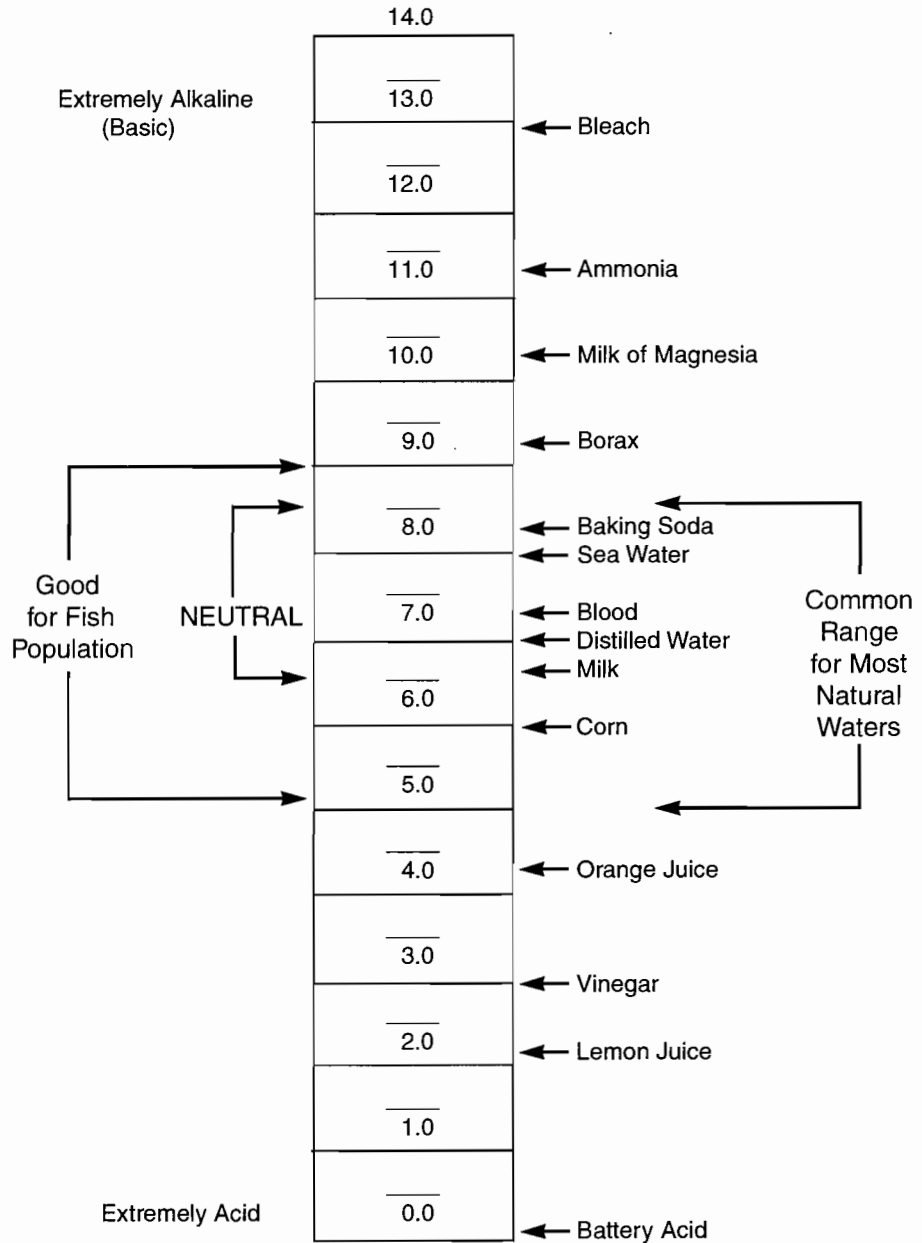 14.0
13.0
Extremely Alkaline
(Basic)
Bleach
12.0
11.0
Ammonia
10.0
Milk of Magnesia
9.0
Borax
8.0
Baking Soda
Sea Water
Good
for Fish
Population
NEUTRAL
7.0
Blood
Distilled Water
Milk
Common
Range
for Most
Natural
Waters
6.0
Corn
5.0
4.0
Orange Juice
3.0
Vinegar
2.0
Lemon Juice
1.0
Extremely Acid
0.0
Battery Acid